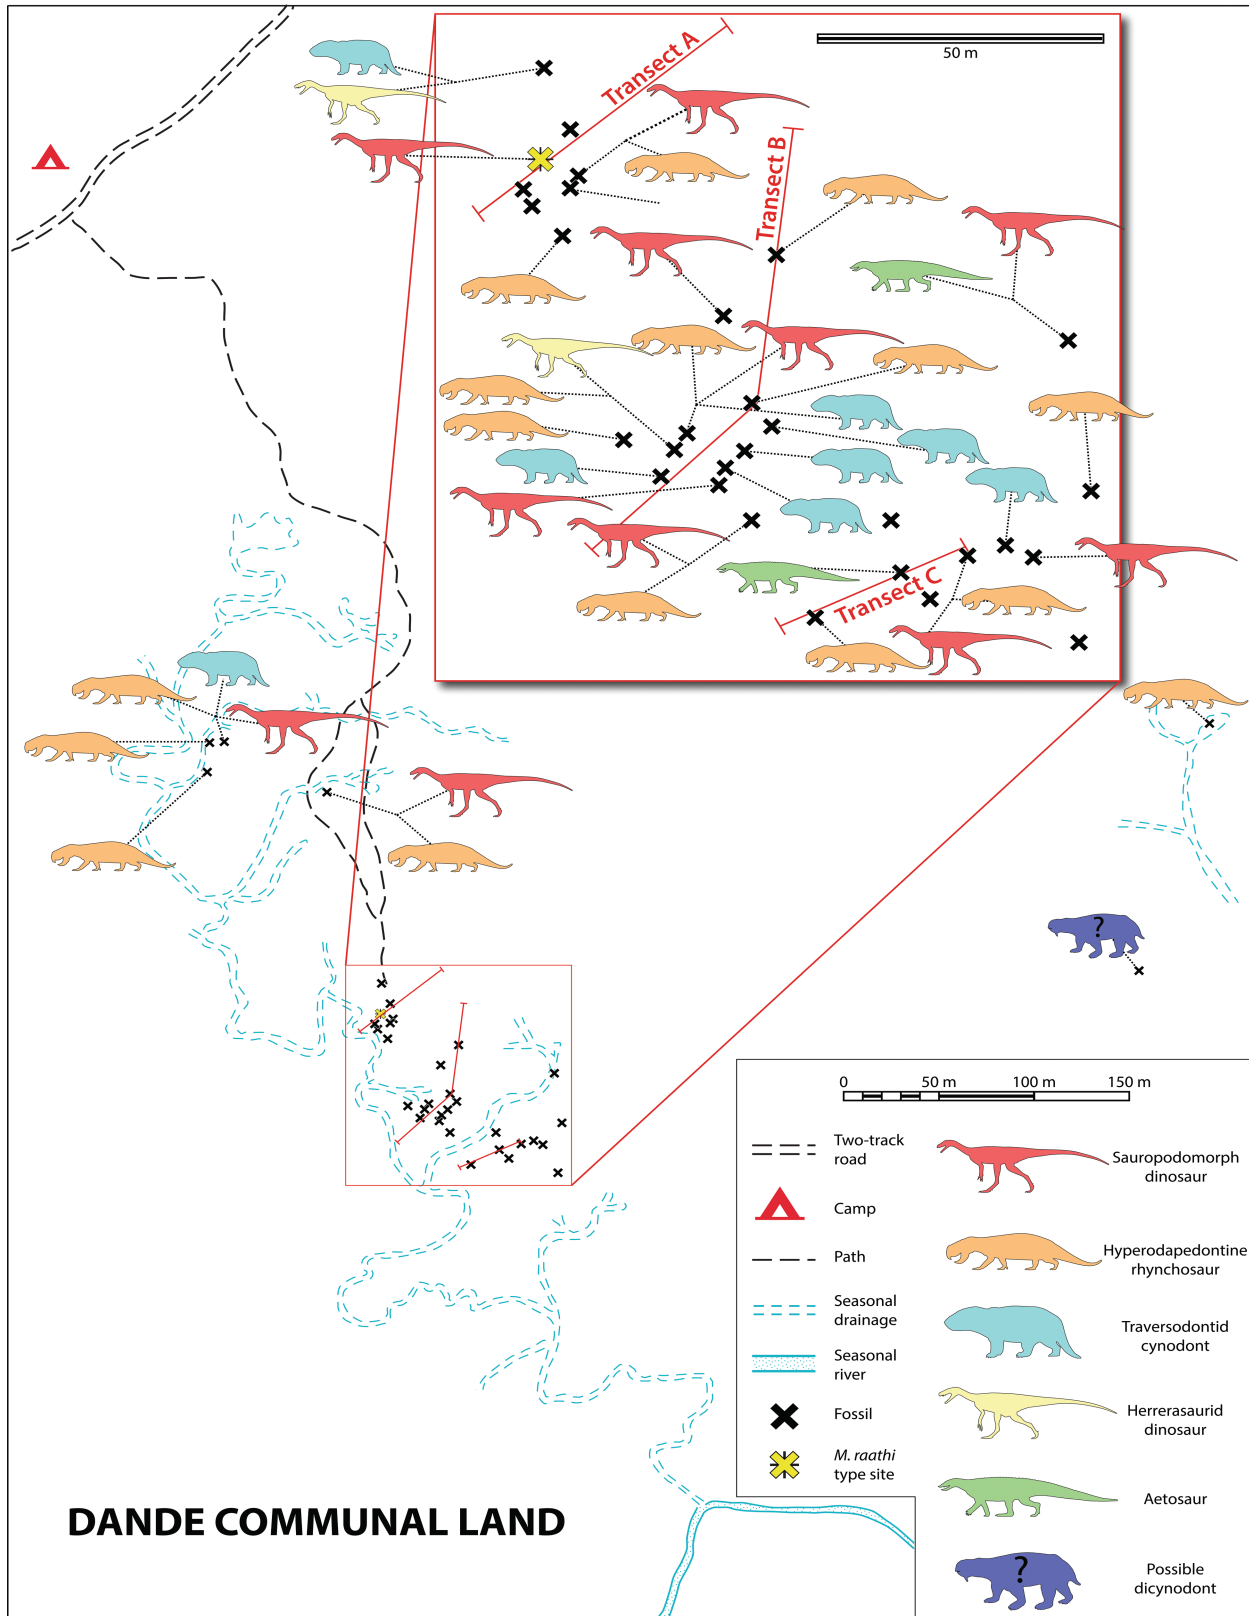 50 m
Transect A
Transect B
Transect C
?
0 50 m 100 m 150 m
Two-track
road
Camp
Path
Seasonal
drainage
Seasonal
river
Fossil
M. raathi
type site
Sauropodomorph
dinosaur
Hyperodapedontine
rhynchosaur
Traversodontid
cynodont
Herrerasaurid
dinosaur
Aetosaur
?
Possible
dicynodont
DANDE COMMUNAL LAND